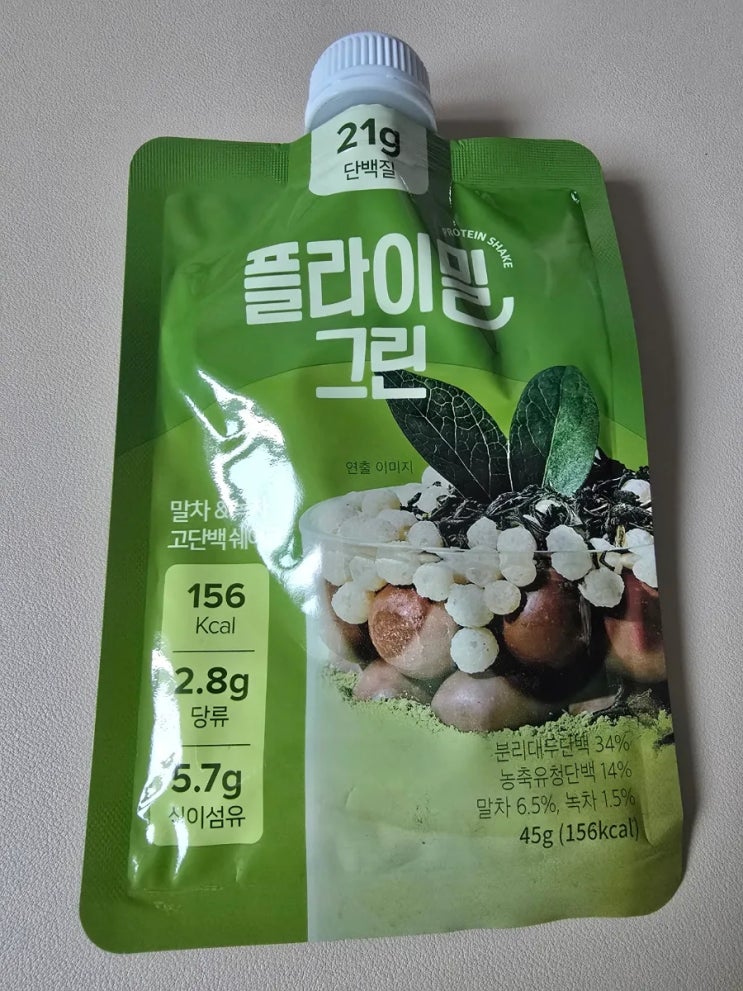 21g
단백질
PROTEIN SHAKE
플라이밀
그린
연출 이미지
말차 &
고단백 쉐이
156
Kcal
2.8g
당류
5.7g
식이섬유
분리대두단백 34%
농축유청단백 14%
말차 6.5%, 녹차 1.5%
45g (156kcal)